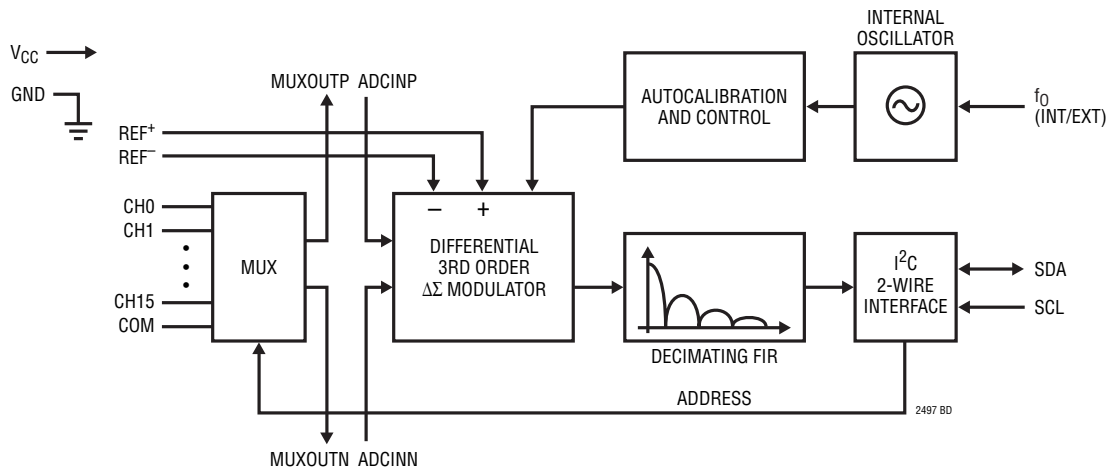 INTERNAL
OSCILLATOR
VCC
GND
MUXOUTP ADCINP
AUTOCALIBRATION
AND CONTROL
fO
(INT/EXT)
REF+
REF–
CH0
CH1
•
•
•
CH15
COM
MUX
– +
DIFFERENTIAL
3RD ORDER
ΔΣ MODULATOR
DECIMATING FIR
I2C
2-WIRE
INTERFACE
SDA
SCL
ADDRESS
2497 BD
MUXOUTN ADCINN